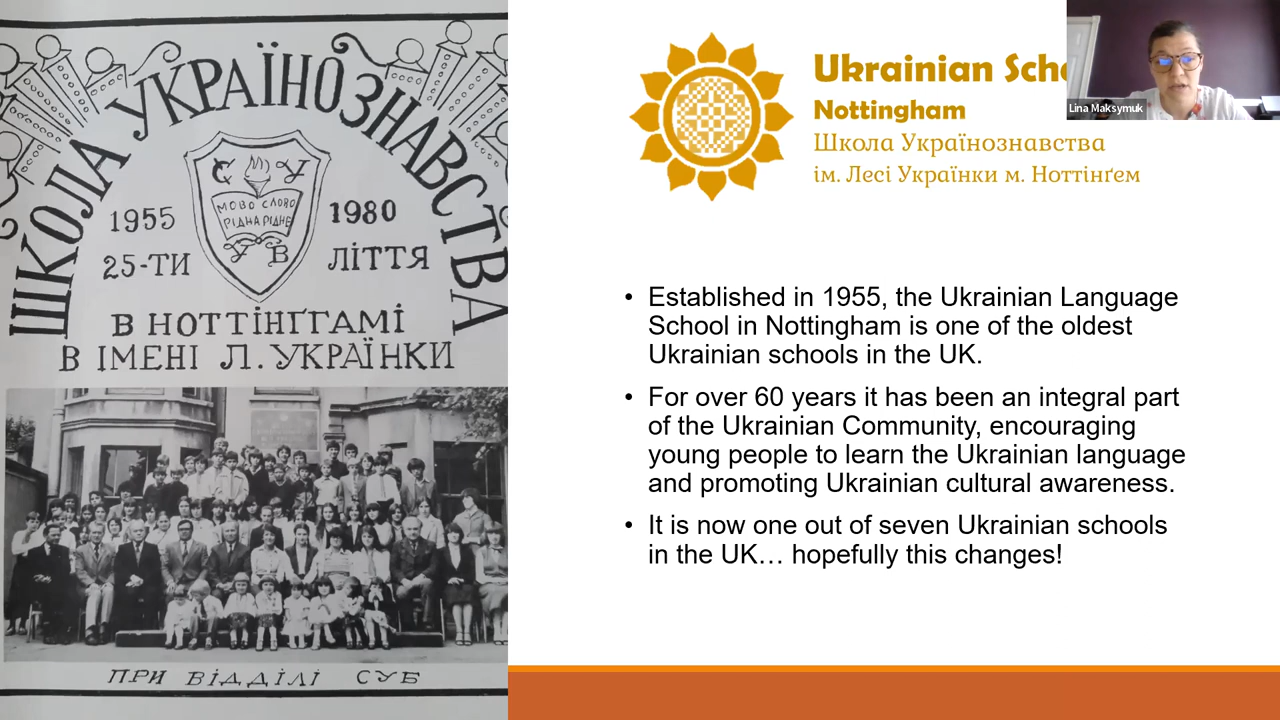 ШКОЛА УКРАЇНОЗНАВСТВА
С У
МОВО СЛОВО
РІДНА РІДНЕ
У В
1955 1980
25-ТИ ЛІТТЯ
В НОТТІНҐГАМІ
В ІМЕНІ Л. УКРАЇНКИ
ПРИ ВІДДІЛІ СУБ
Ukrainian Scho
Nottingham
Школа Українознавства
ім. Лесі Українки м. Ноттінґем
Lina Maksymuk
• Established in 1955, the Ukrainian Language
School in Nottingham is one of the oldest
Ukrainian schools in the UK.
• For over 60 years it has been an integral part
of the Ukrainian Community, encouraging
young people to learn the Ukrainian language
and promoting Ukrainian cultural awareness.
• It is now one out of seven Ukrainian schools
in the UK… hopefully this changes!